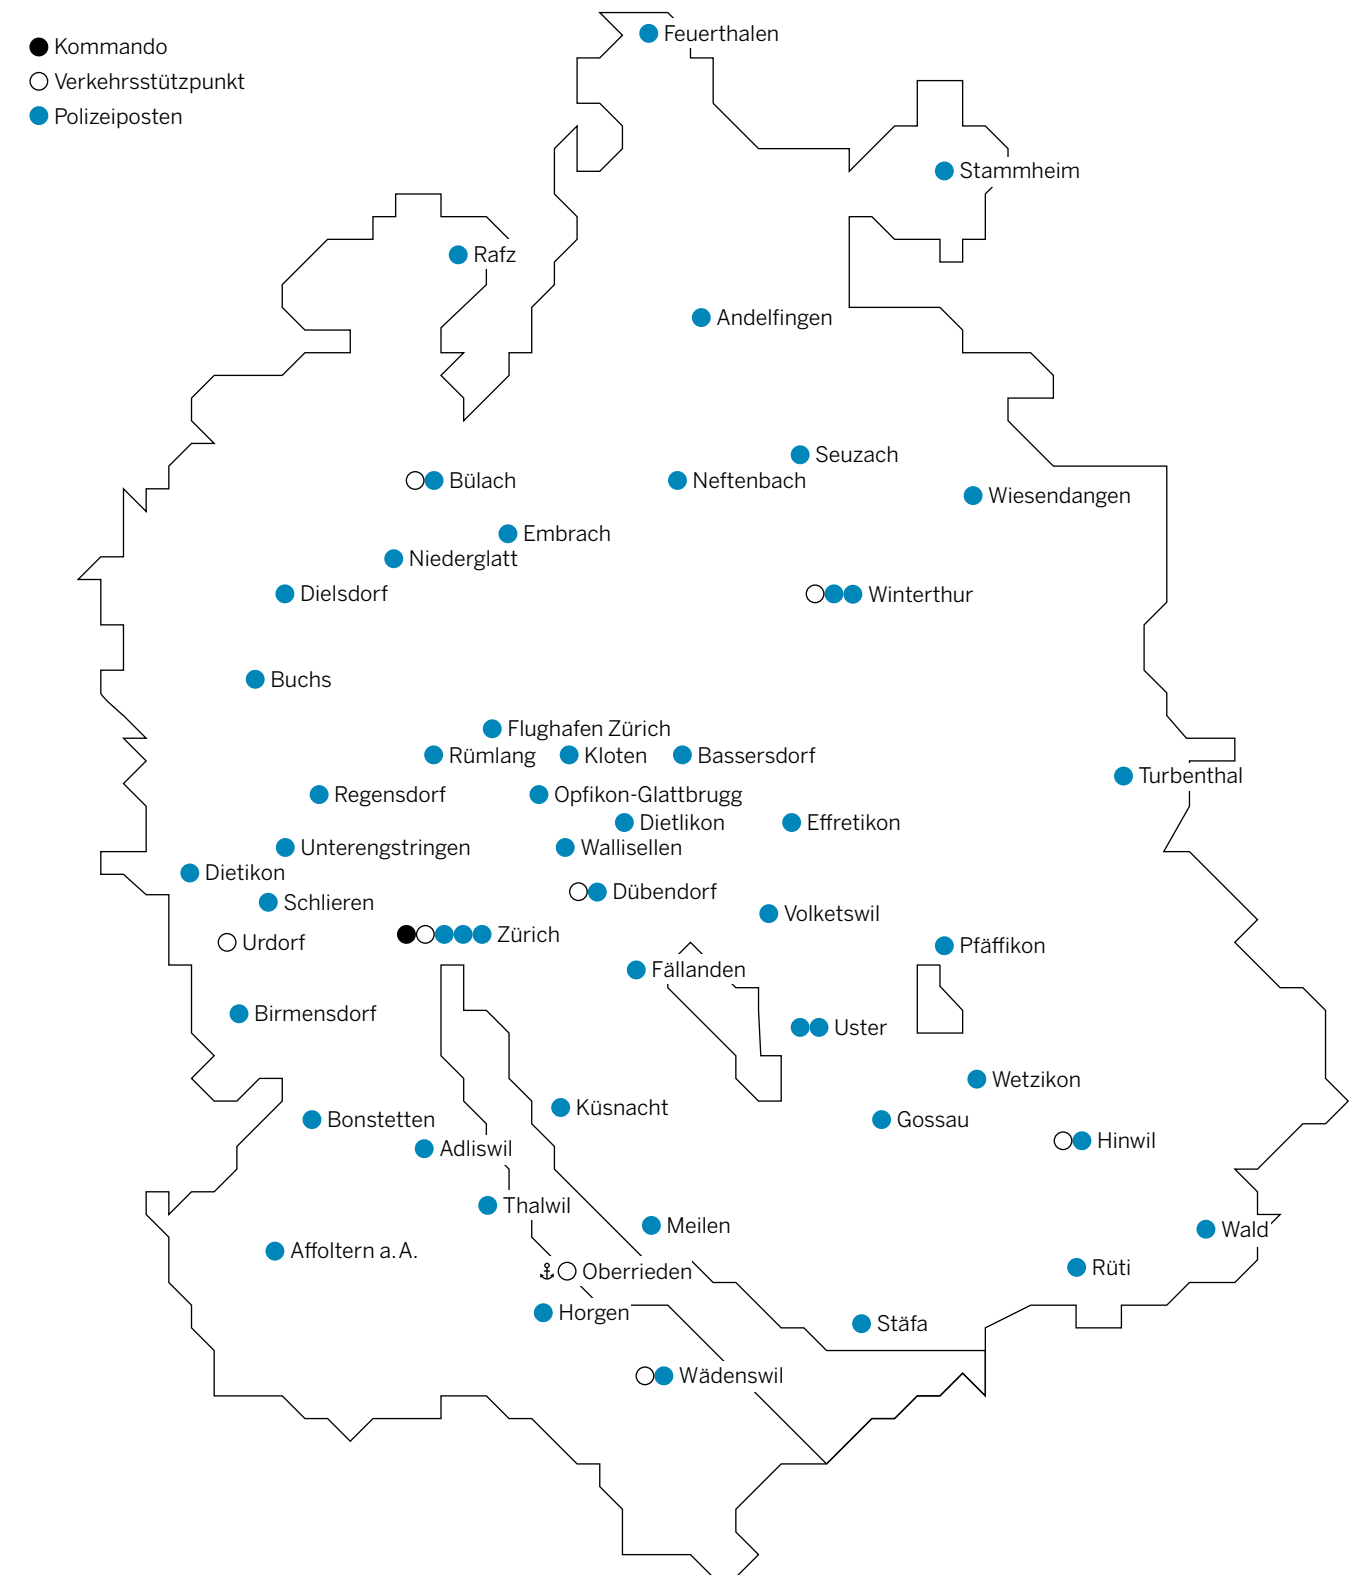 Kommando
Verkehrsstützpunkt
Polizeiposten
Feuerthalen
Stammheim
Rafz
Andelfingen
Seuzach
Bülach
Neftenbach
Wiesendangen
Embrach
Niederglatt
Dielsdorf
Winterthur
Buchs
Flughafen Zürich
Rümlang
Kloten
Bassersdorf
Turbenthal
Regensdorf
Opfikon-Glattbrugg
Dietlikon
Effretikon
Unterengstringen
Wallisellen
Dietikon
Dübendorf
Schlieren
Volketswil
Zürich
Urdorf
Pfäffikon
Fällanden
Birmensdorf
Uster
Wetzikon
Küsnacht
Bonstetten
Gossau
Hinwil
Adliswil
Thalwil
Meilen
Wald
Affoltern a. A.
Rüti
Oberrieden
Horgen
Stäfa
Wädenswil